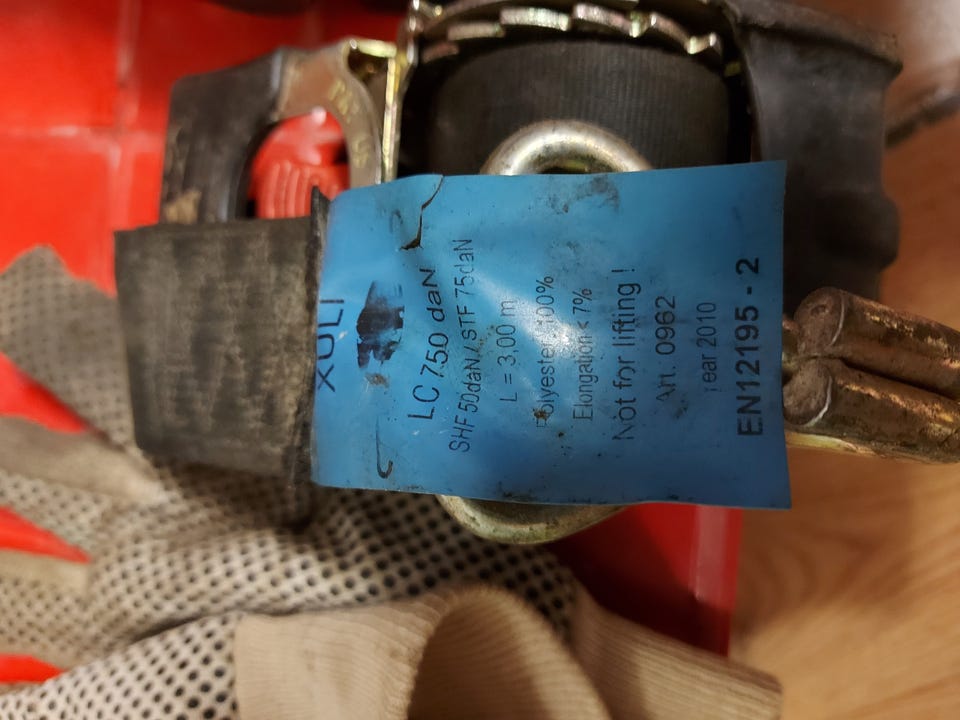 XULI
LC 750 daN
SHF 50daN / STF 75daN
L = 3,00 m
Polyester 100%
Elongation < 7%
Not for lifting !
Art. 0962
Year 2010
EN12195 - 2